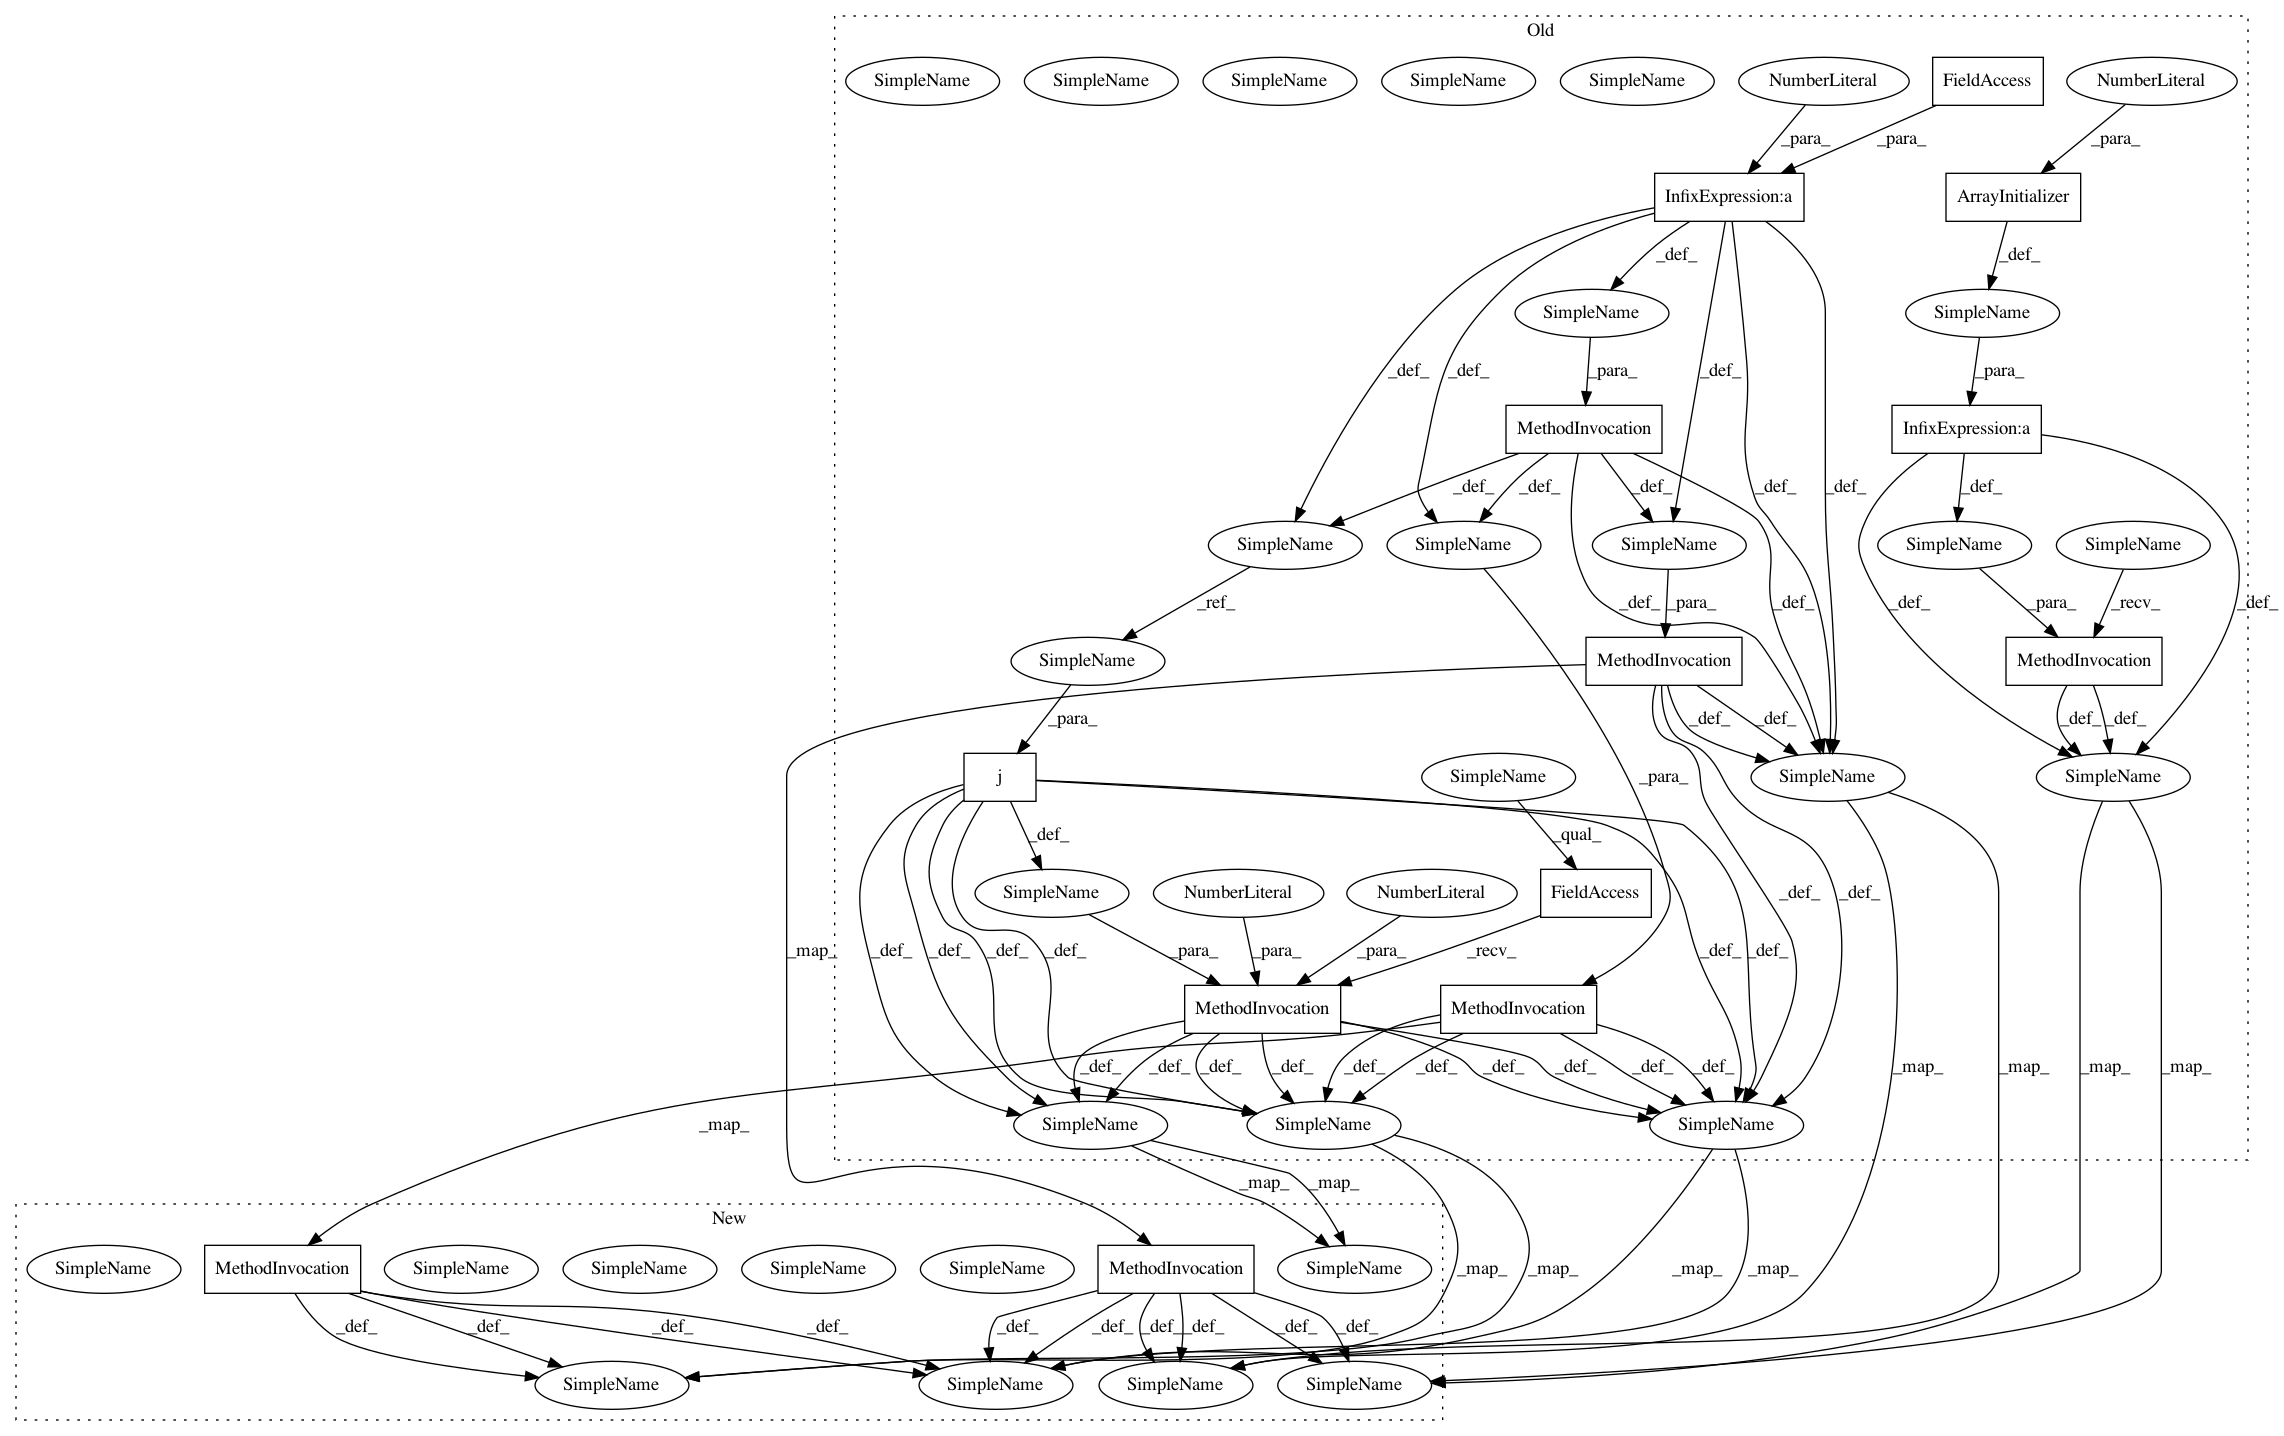 Old
SimpleName SimpleName SimpleName SimpleName SimpleName NumberLiteral FieldAccess NumberLiteral
_para_ _para_ _para_
InfixExpression:a ArrayInitializer
_def_ _def_
SimpleName SimpleName
_def_ _def_ _para_ _def_ _para_
MethodInvocation InfixExpression:a
_def_ _def_ _def_ _def_ _def_ _def_
SimpleName SimpleName SimpleName SimpleName SimpleName
_ref_ _def_ _para_ _def_ _def_ _para_ _recv_ _def_
SimpleName MethodInvocation MethodInvocation
_para_ _def_ _def_ _def_ _def_
j SimpleName _para_ SimpleName SimpleName
_def_ _qual_
SimpleName NumberLiteral NumberLiteral FieldAccess _def_ _def_
_map_ _def_ _def_ _def_ _def_ _para_ _para_ _para_ _recv_ _def_ _def_
MethodInvocation MethodInvocation
_def_ _def_ _def_ _def_ _def_ _def_ _def_ _def_ _def_ _def_ _map_ _map_ _map_ _map_
_map_ SimpleName SimpleName SimpleName
_map_ _map_
New
SimpleName MethodInvocation SimpleName SimpleName SimpleName SimpleName MethodInvocation SimpleName _map_ _map_ _map_ _map_
_def_ _def_ _def_ _def_ _def_ _def_ _def_ _def_ _def_ _def_
SimpleName SimpleName SimpleName SimpleName